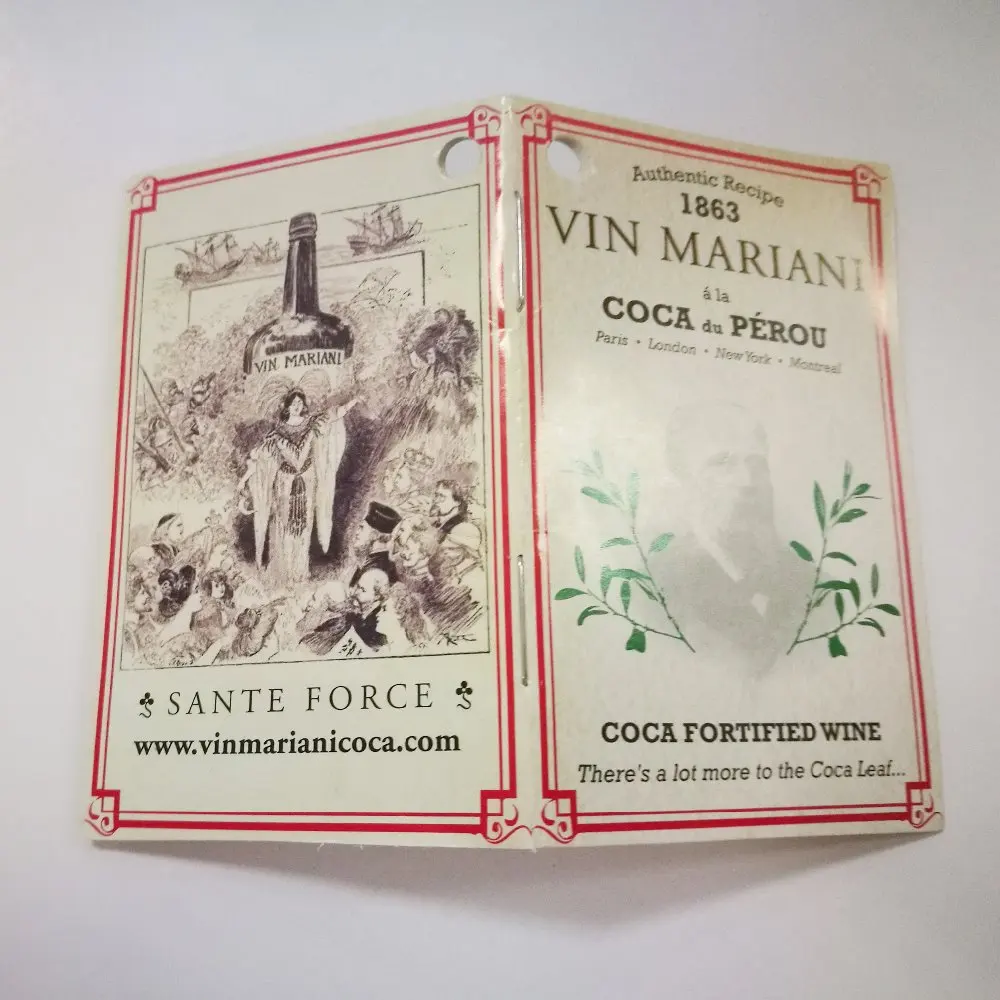 VIN MARIANI
SANTE FORCE
www.vinmarianicoca.com
Authentic Recipe
1863
VIN MARIANI
á la
COCA du PÉROU
Paris • London • New York • Montreal
COCA FORTIFIED WINE
There's a lot more to the Coca Leaf...